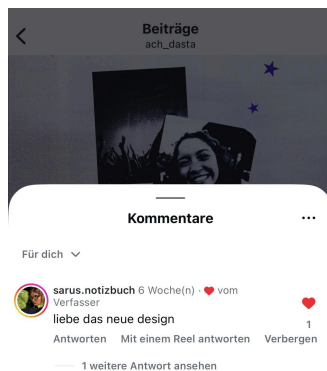 Beiträge
ach_dasta
Kommentare
Für dich
sarus.notizbuch 6 Woche(n) · ❤ vom
Verfasser
liebe das neue design
1
Antworten Mit einem Reel antworten Verbergen
1 weitere Antwort ansehen